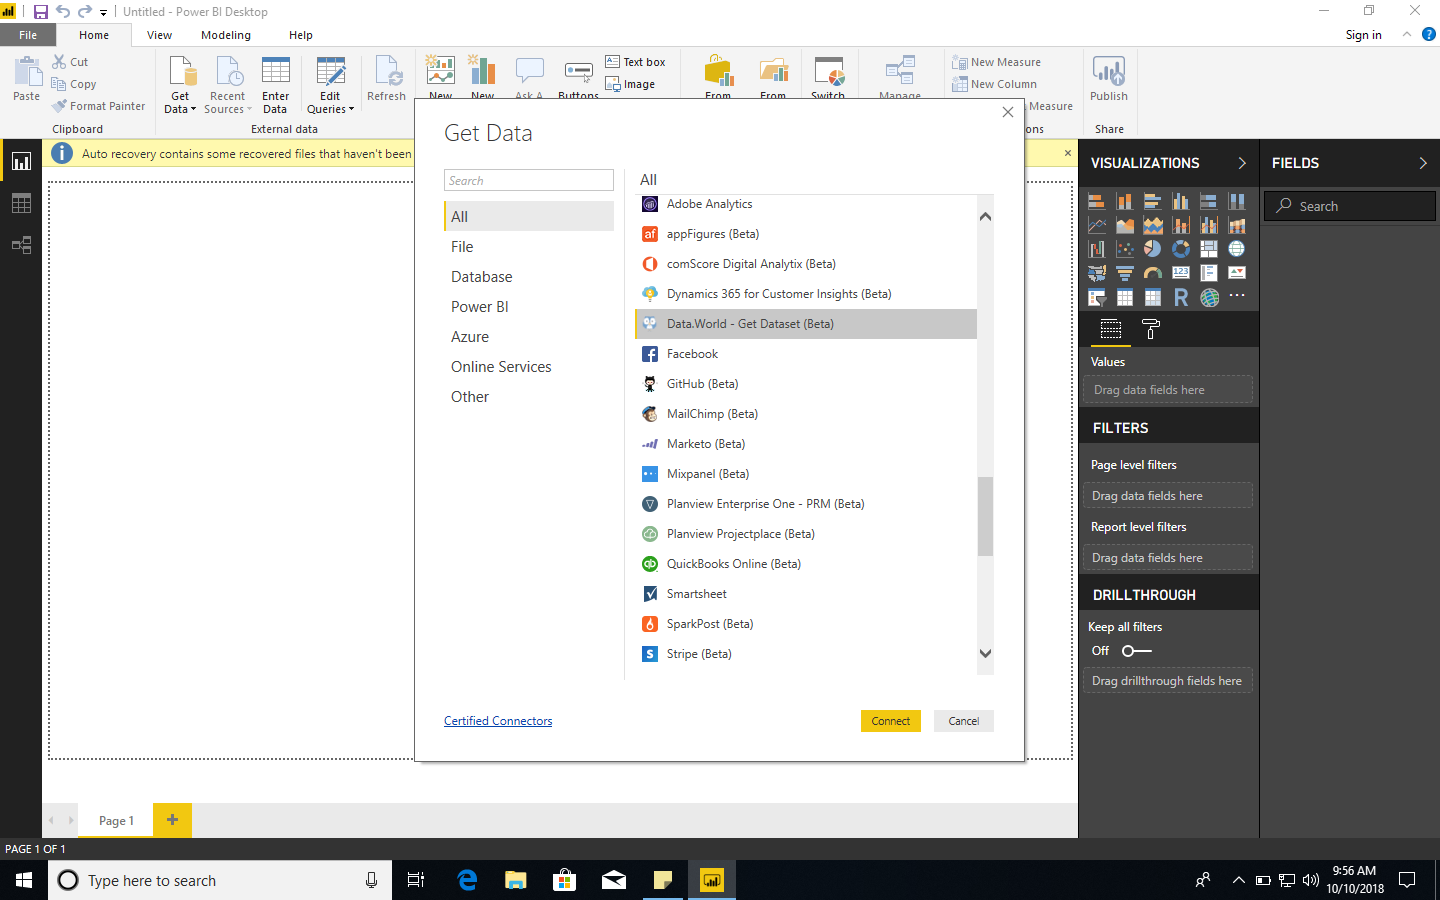 Untitled - Power BI Desktop
File
Home
View
Modeling
Help
Sign in
?
Paste
Cut
Copy
Format Painter
Clipboard
Get
Data
Recent
Sources
Enter
Data
Edit
Queries
Refresh
External data
New
New
Ask A
Buttons
Text box
Image
From
From
Switch
Manage
New Measure
New Column
Measure
ons
Publish
Share
Auto recovery contains some recovered files that haven't been
Get Data
Search
All
File
Database
Power BI
Azure
Online Services
Other
All
Adobe Analytics
appFigures (Beta)
comScore Digital Analytix (Beta)
Dynamics 365 for Customer Insights (Beta)
Data.World - Get Dataset (Beta)
Facebook
GitHub (Beta)
MailChimp (Beta)
Marketo (Beta)
Mixpanel (Beta)
Planview Enterprise One - PRM (Beta)
Planview Projectplace (Beta)
QuickBooks Online (Beta)
Smartsheet
SparkPost (Beta)
Stripe (Beta)
Certified Connectors
Connect
Cancel
VISUALIZATIONS
123
R
Values
Drag data fields here
FILTERS
Page level filters
Drag data fields here
Report level filters
Drag data fields here
DRILLTHROUGH
Keep all filters
Off
Drag drillthrough fields here
FIELDS
Search
Page 1
PAGE 1 OF 1
Type here to search
9:56 AM
10/10/2018